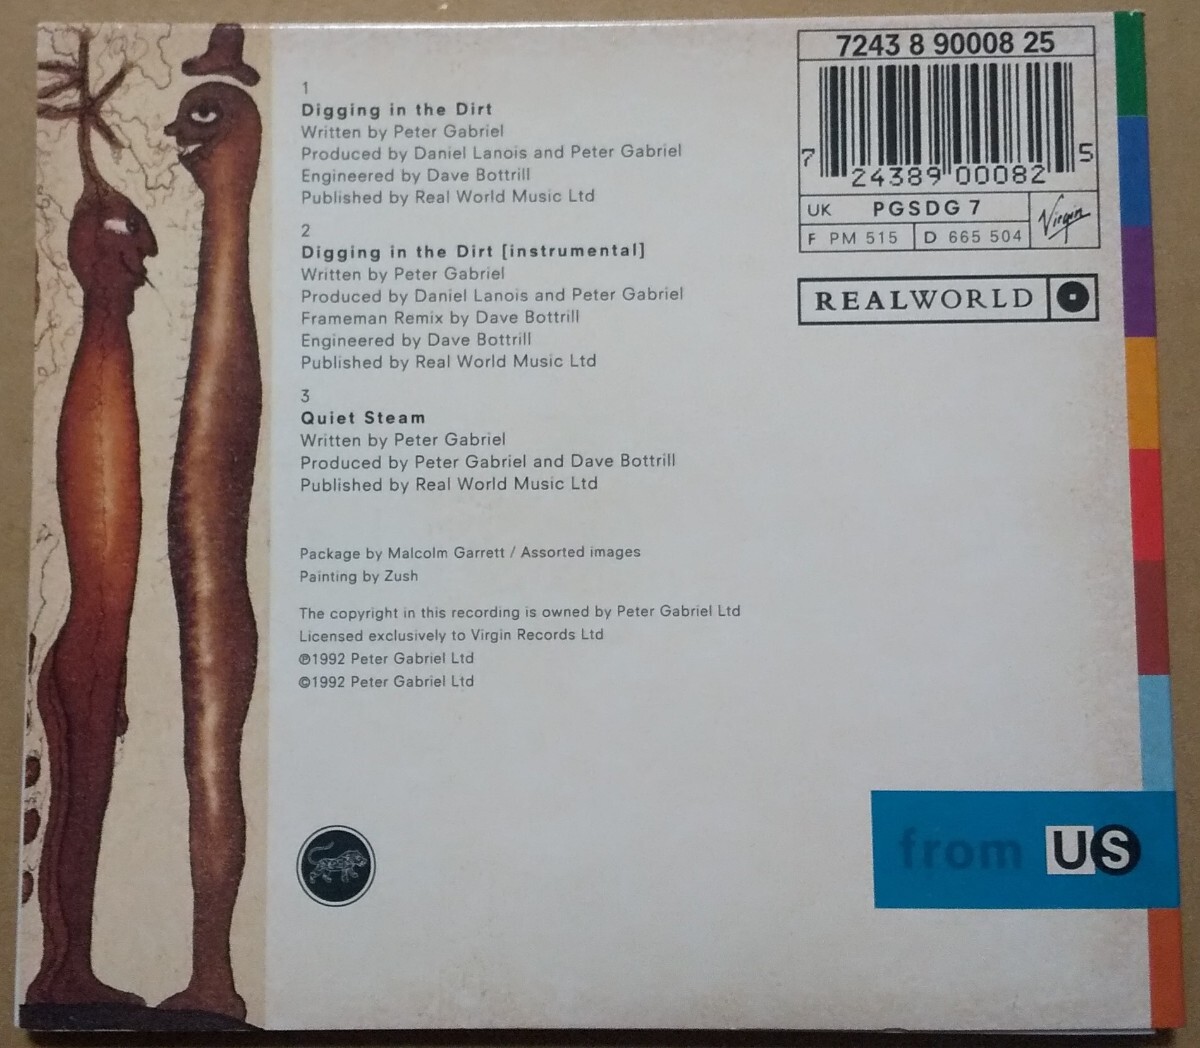 1
Digging in the Dirt
Written by Peter Gabriel
Produced by Daniel Lanois and Peter Gabriel
Engineered by Dave Bottrill
Published by Real World Music Ltd
2
Digging in the Dirt [instrumental]
Written by Peter Gabriel
Produced by Daniel Lanois and Peter Gabriel
Frameman Remix by Dave Bottrill
Engineered by Dave Bottrill
Published by Real World Music Ltd
3
Quiet Steam
Written by Peter Gabriel
Produced by Peter Gabriel and Dave Bottrill
Published by Real World Music Ltd
Package by Malcolm Garrett / Assorted images
Painting by Zush
The copyright in this recording is owned by Peter Gabriel Ltd
Licensed exclusively to Virgin Records Ltd
℗1992 Peter Gabriel Ltd
©1992 Peter Gabriel Ltd
7243 8 90008 25
7 24389 00082 5
UK PGSDG 7
F PM 515 D 665 504
Virgin
REALWORLD
from US